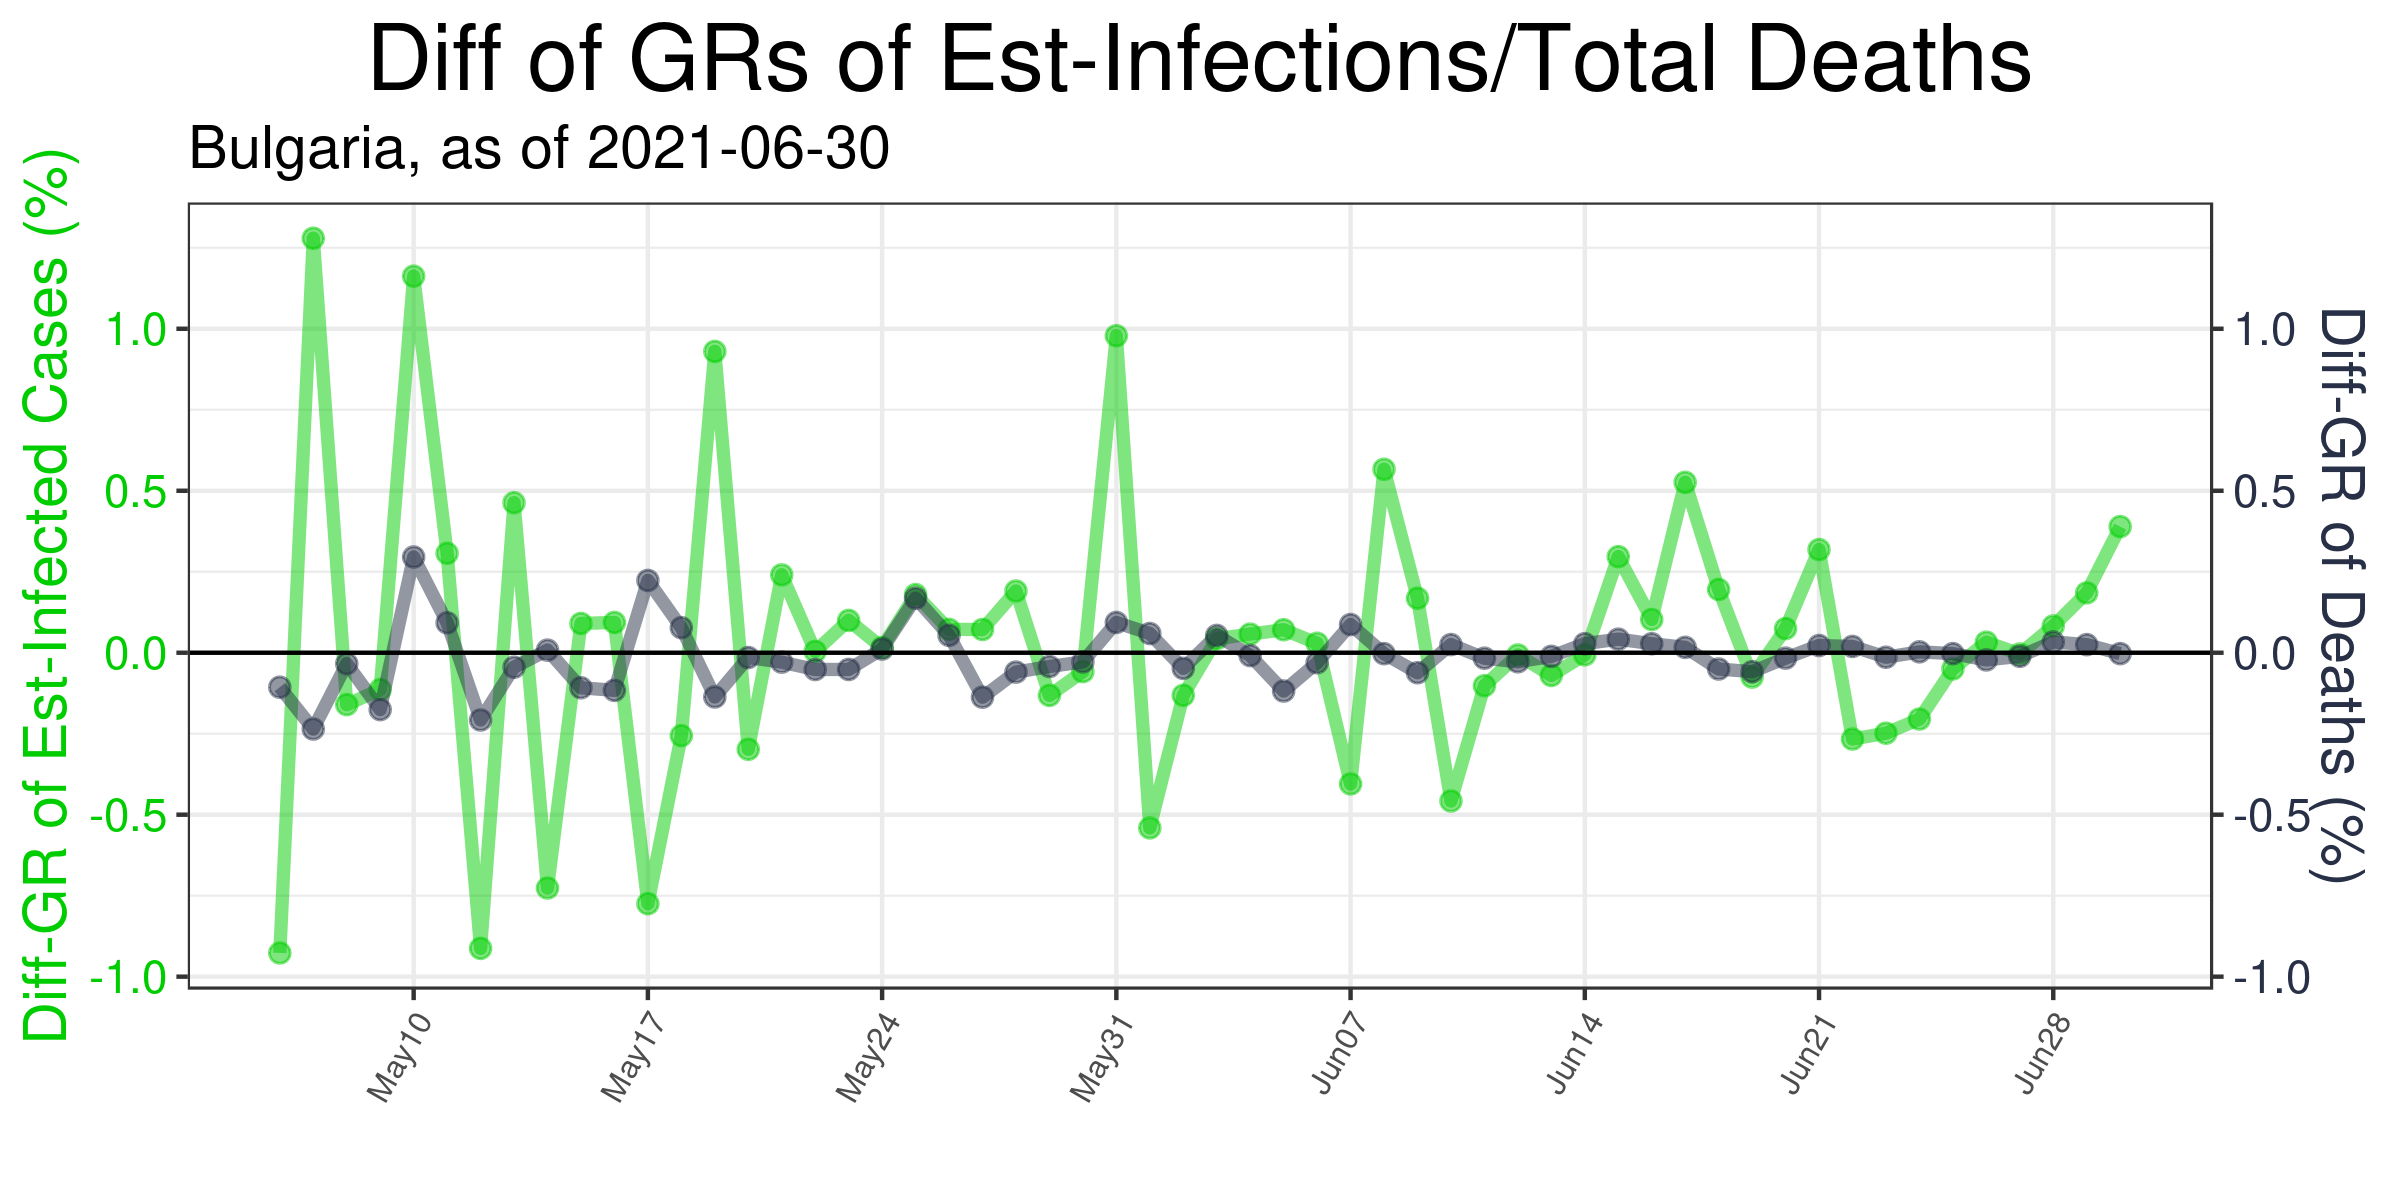 Diff of GRs of Est-Infections/Total Deaths
Bulgaria, as of 2021-06-30
Diff-GR of Est-Infected Cases (%)
1.0
0.5
0.0
-0.5
-1.0
1.0
0.5
0.0
-0.5
-1.0
Diff-GR of Deaths (%)
May10
May17
May24
May31
Jun07
Jun14
Jun21
Jun28